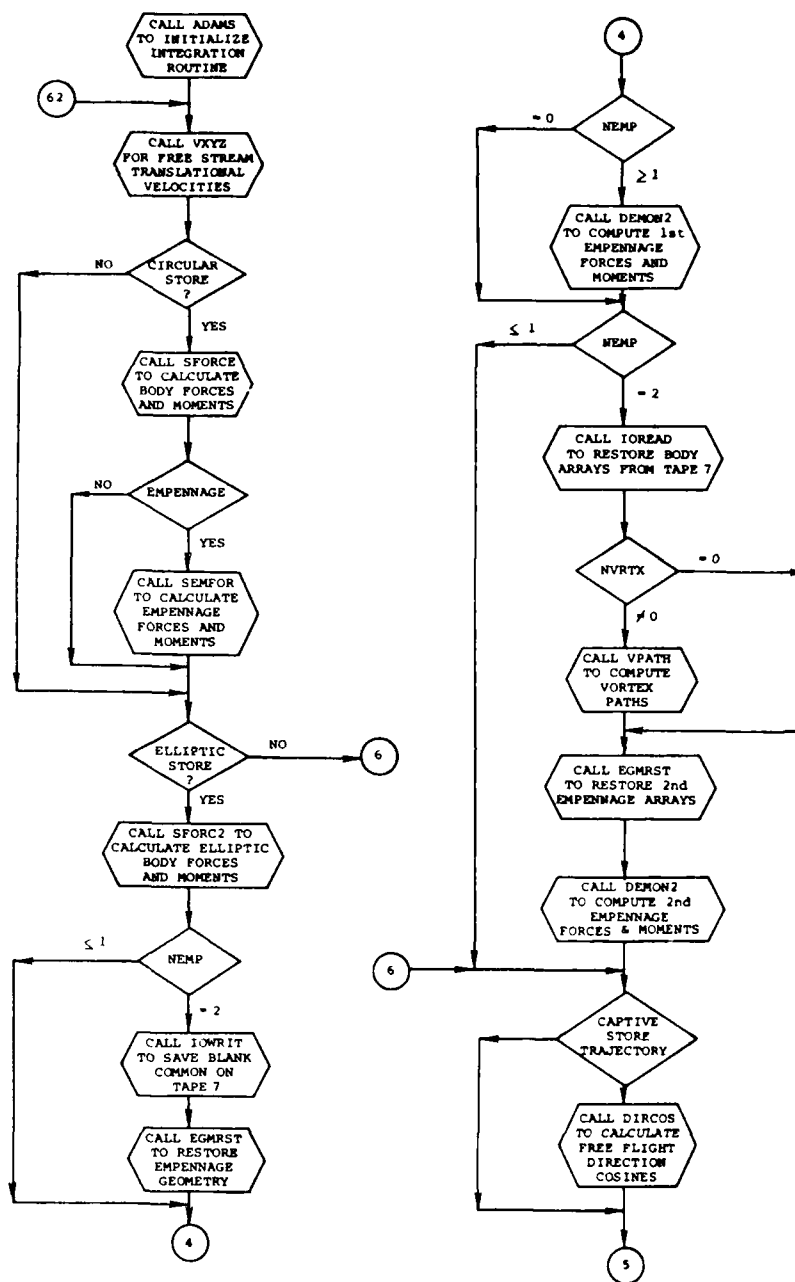 CALL ADAMS
TO INITIALIZE
INTEGRATION
ROUTINE
62
CALL VXYZ
FOR FREE STREAM
TRANSLATIONAL
VELOCITIES
NO
CIRCULAR
STORE
?
YES
CALL SFORCE
TO CALCULATE
BODY FORCES
AND MOMENTS
NO
EMPENNAGE
YES
CALL SEMFOR
TO CALCULATE
EMPENNAGE
FORCES AND
MOMENTS
ELLIPTIC
STORE
?
NO
6
YES
CALL SFORC2 TO
CALCULATE ELLIPTIC
BODY FORCES
AND MOMENTS
≤ 1
NEMP
= 2
CALL IOWRIT
TO SAVE BLANK
COMMON ON
TAPE 7
CALL EGMRST
TO RESTORE
EMPENNAGE
GEOMETRY
4
4
= 0
NEMP
≥ 1
CALL DEMON2
TO COMPUTE 1st
EMPENNAGE
FORCES AND
MOMENTS
≤ 1
NEMP
= 2
CALL IOREAD
TO RESTORE BODY
ARRAYS FROM TAPE 7
NVRTX
= 0
≠ 0
CALL VPATH
TO COMPUTE
VORTEX
PATHS
CALL EGMRST
TO RESTORE 2nd
EMPENNAGE ARRAYS
CALL DEMON2
TO COMPUTE 2nd
EMPENNAGE
FORCES & MOMENTS
6
CAPTIVE
STORE
TRAJECTORY
CALL DIRCOS
TO CALCULATE
FREE FLIGHT
DIRECTION
COSINES
5